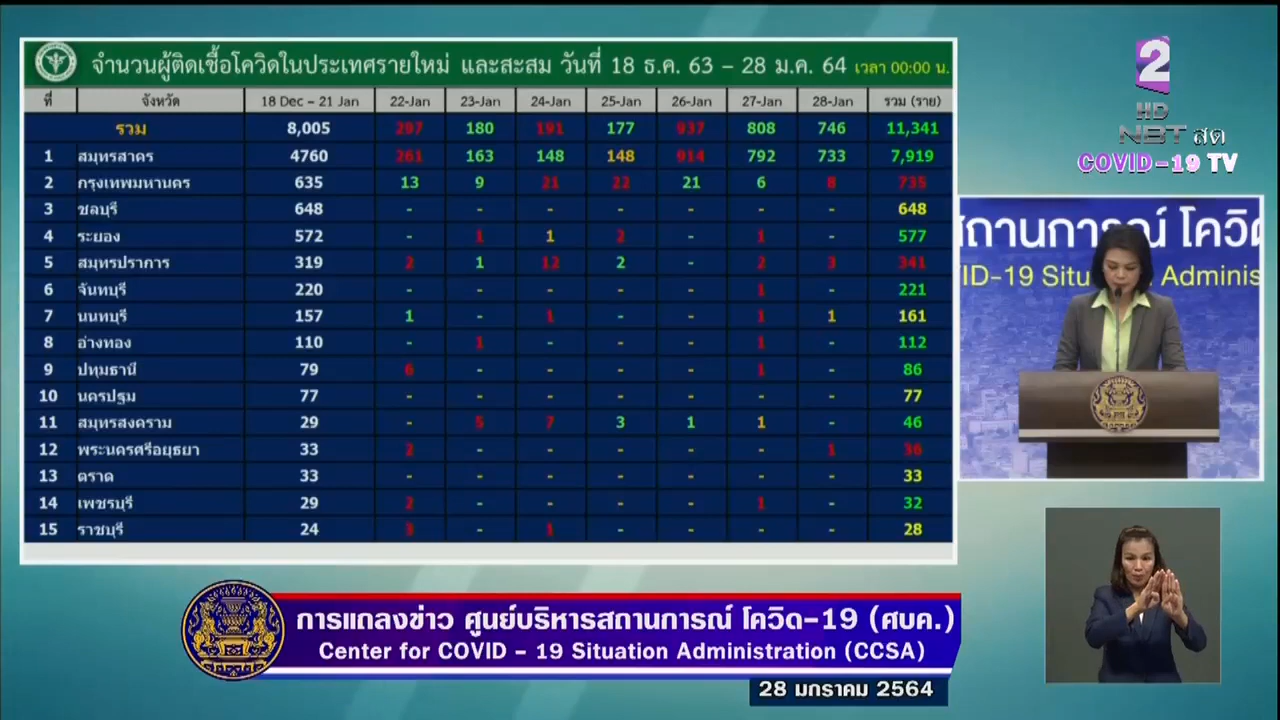 จำนวนผู้ติดเชื้อโควิดในประเทศรายใหม่ และสะสม วันที่ 18 ธ.ค. 63 – 28 ม.ค. 64 เวลา 00:00 น.
ที่ จังหวัด 18 Dec – 21 Jan 22-Jan 23-Jan 24-Jan 25-Jan 26-Jan 27-Jan 28-Jan รวม (ราย)
รวม 8,005 297 180 191 177 937 808 746 11,341
1 สมุทรสาคร 4760 261 163 148 148 914 792 733 7,919
2 กรุงเทพมหานคร 635 13 9 21 22 21 6 8 735
3 ชลบุรี 648 - - - - - - - 648
4 ระยอง 572 - 1 1 2 - 1 - 577
5 สมุทรปราการ 319 2 1 12 2 - 2 3 341
6 จันทบุรี 220 - - - - - 1 - 221
7 นนทบุรี 157 1 - 1 - - 1 1 161
8 อ่างทอง 110 - 1 - - - 1 - 112
9 ปทุมธานี 79 6 - - - - 1 - 86
10 นครปฐม 77 - - - - - - - 77
11 สมุทรสงคราม 29 - 5 7 3 1 1 - 46
12 พระนครศรีอยุธยา 33 2 - - - - - 1 36
13 ตราด 33 - - - - - - - 33
14 เพชรบุรี 29 2 - - - - 1 - 32
15 ราชบุรี 24 3 - 1 - - - - 28
2
HD
NBT สด
COVID-19 TV
สถานการณ์ โควิด
VID-19 Situ Administ
การแถลงข่าว ศูนย์บริหารสถานการณ์ โควิด-19 (ศบค.)
Center for COVID – 19 Situation Administration (CCSA)
28 มกราคม 2564